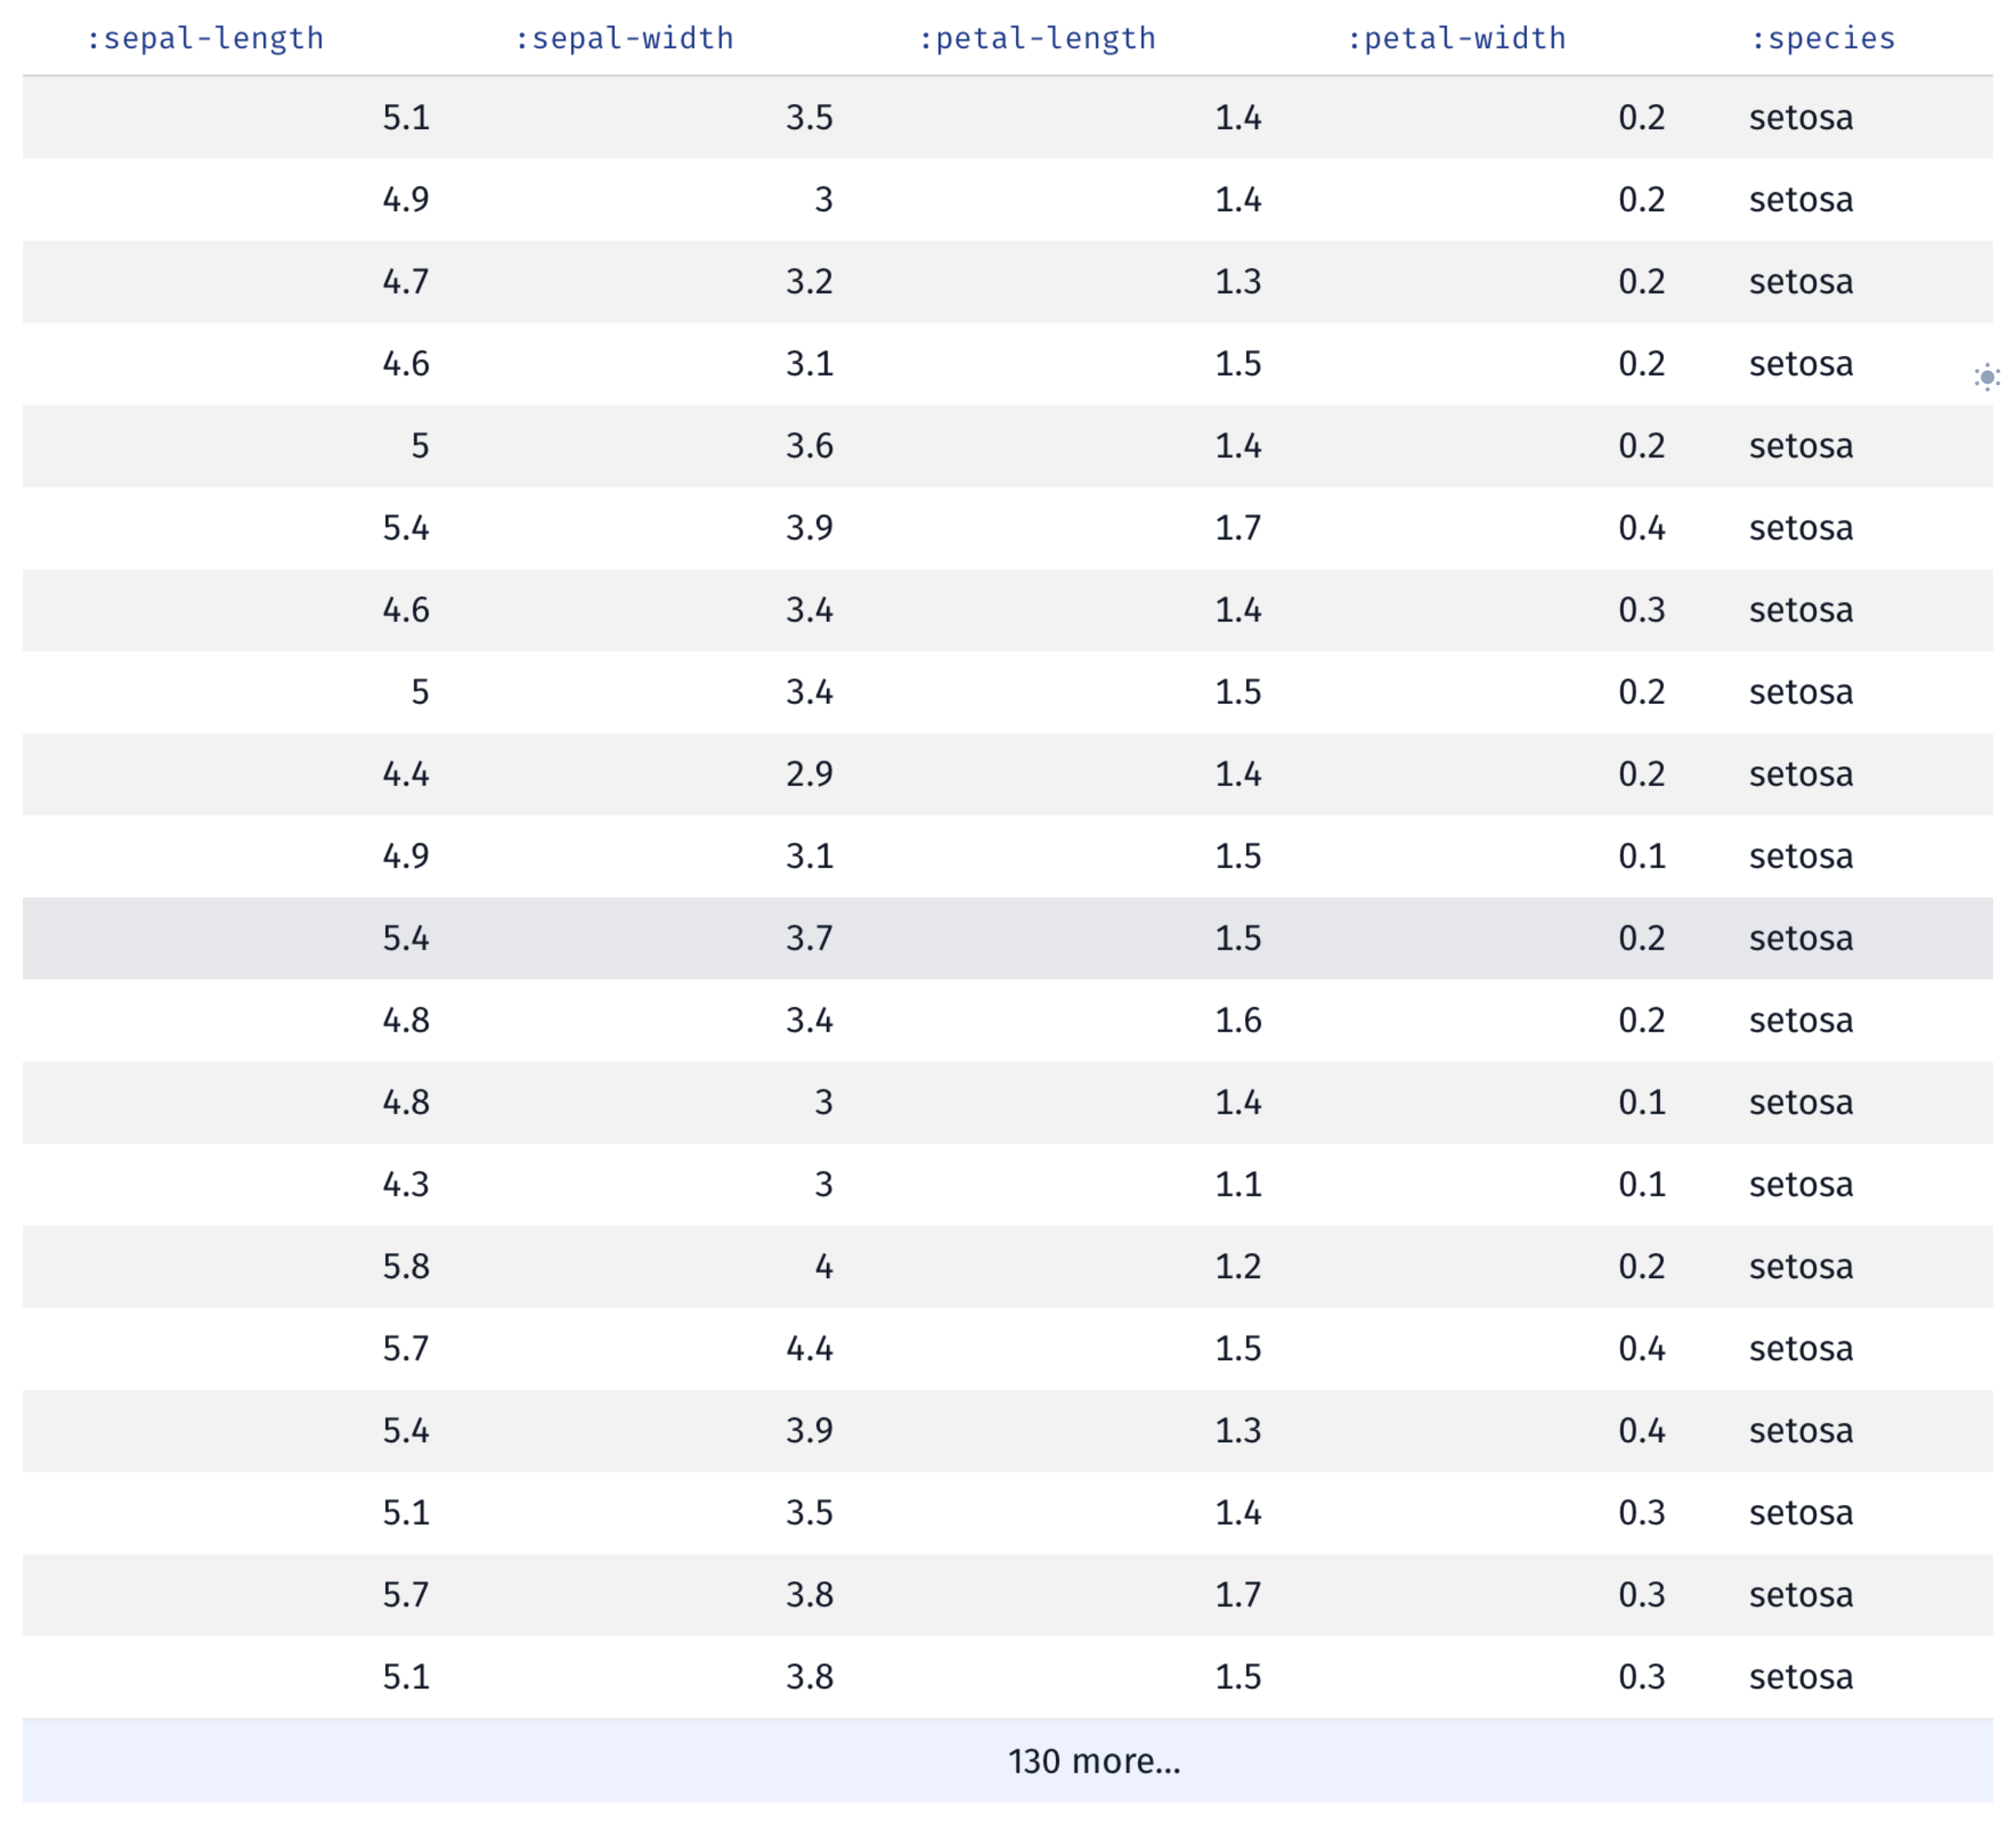 :sepal-length :sepal-width :petal-length :petal-width :species
5.1 3.5 1.4 0.2 setosa
4.9 3 1.4 0.2 setosa
4.7 3.2 1.3 0.2 setosa
4.6 3.1 1.5 0.2 setosa
5 3.6 1.4 0.2 setosa
5.4 3.9 1.7 0.4 setosa
4.6 3.4 1.4 0.3 setosa
5 3.4 1.5 0.2 setosa
4.4 2.9 1.4 0.2 setosa
4.9 3.1 1.5 0.1 setosa
5.4 3.7 1.5 0.2 setosa
4.8 3.4 1.6 0.2 setosa
4.8 3 1.4 0.1 setosa
4.3 3 1.1 0.1 setosa
5.8 4 1.2 0.2 setosa
5.7 4.4 1.5 0.4 setosa
5.4 3.9 1.3 0.4 setosa
5.1 3.5 1.4 0.3 setosa
5.7 3.8 1.7 0.3 setosa
5.1 3.8 1.5 0.3 setosa
130 more...